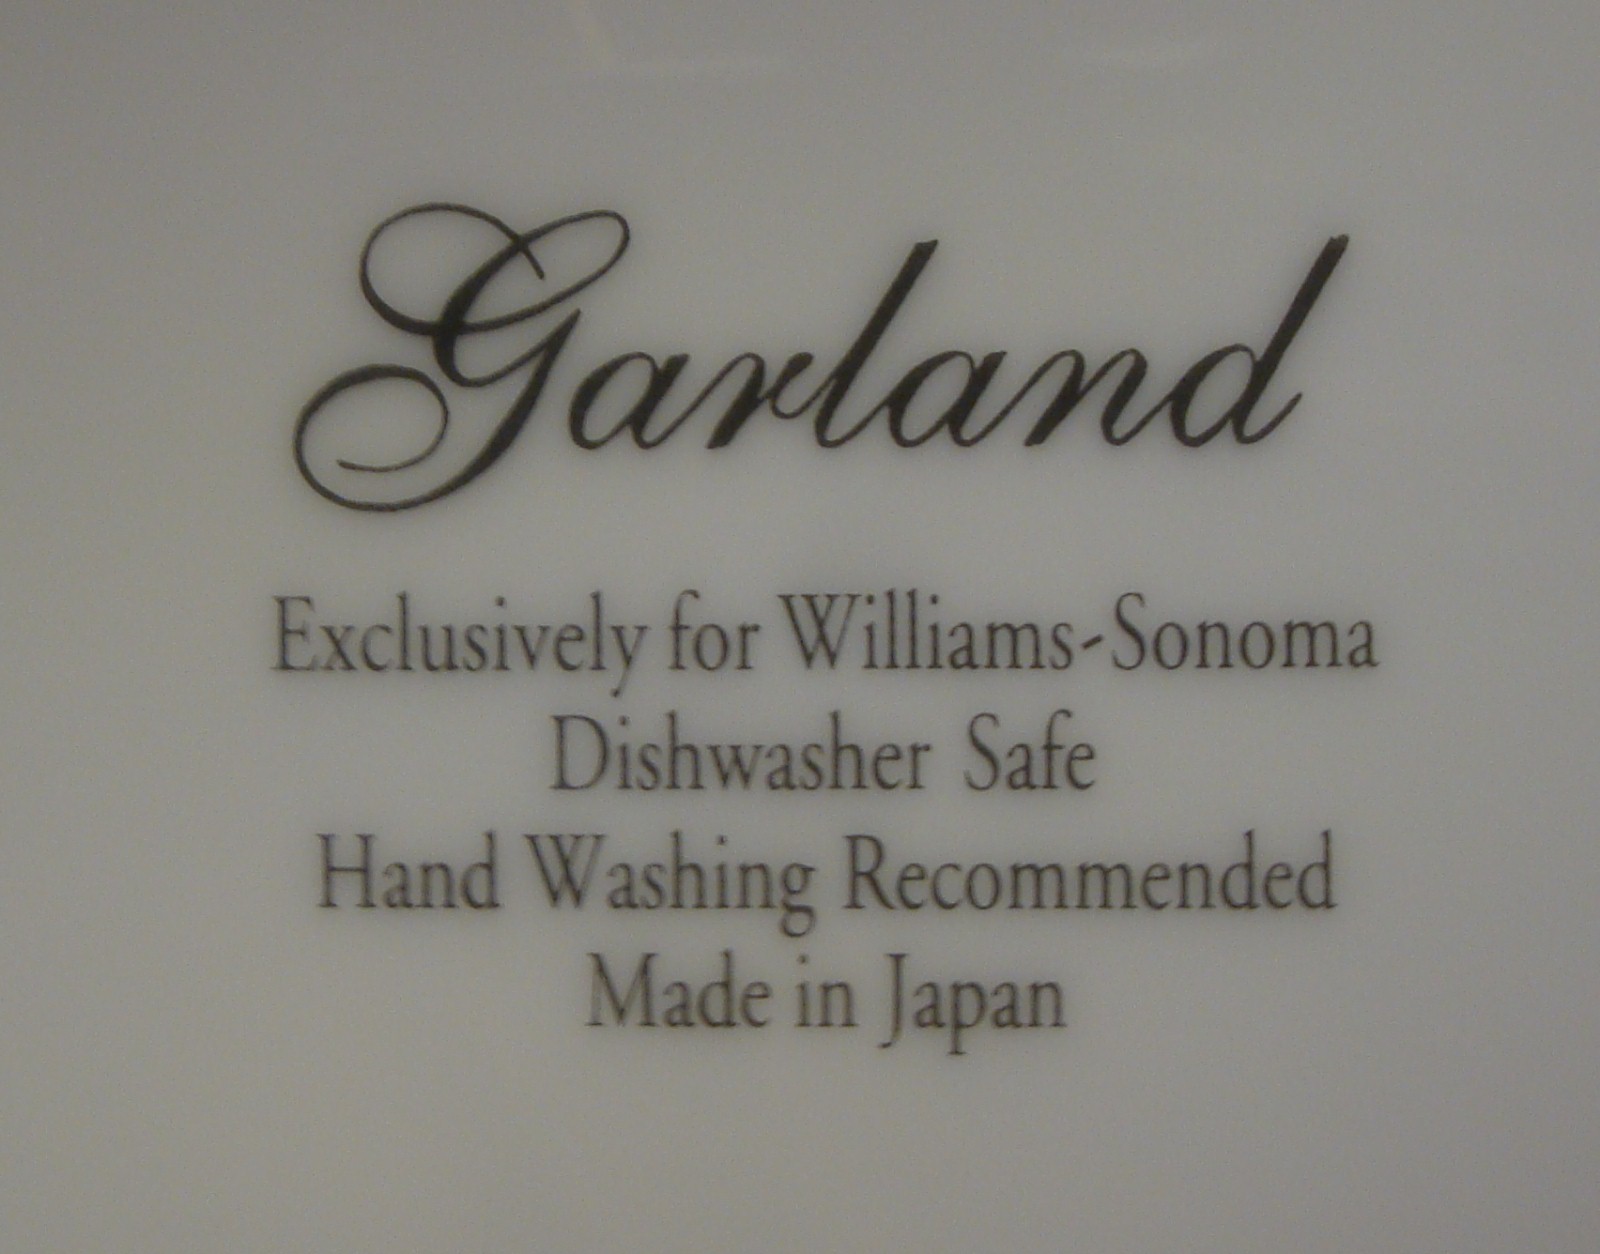 Garland
Exclusively for Williams-Sonoma
Dishwasher Safe
Hand Washing Recommended
Made in Japan